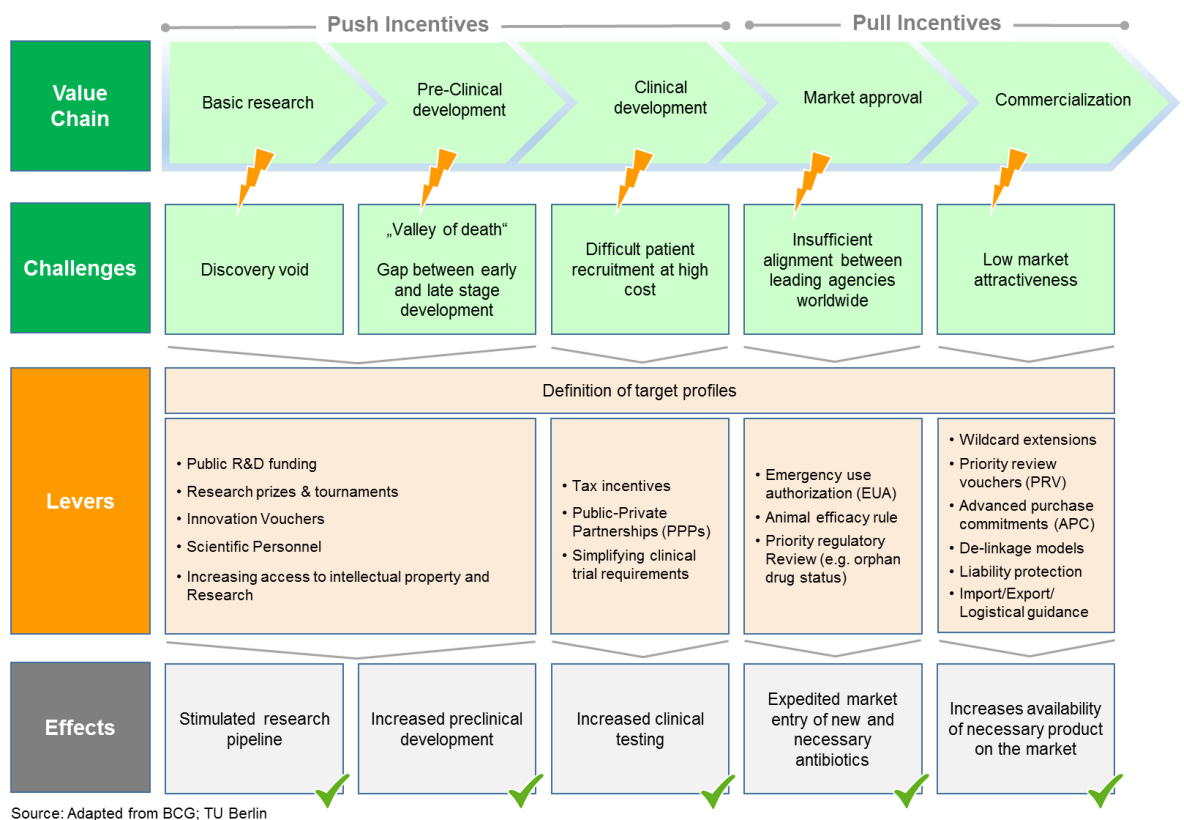 Push Incentives
Pull Incentives
Value
Chain
Basic research
Pre-Clinical
development
Clinical
development
Market approval
Commercialization
Challenges
Discovery void
„Valley of death“
Gap between early
and late stage
development
Difficult patient
recruitment at high
cost
Insufficient
alignment between
leading agencies
worldwide
Low market
attractiveness
Levers
Definition of target profiles
• Public R&D funding
• Research prizes & tournaments
• Innovation Vouchers
• Scientific Personnel
• Increasing access to intellectual property and
Research
• Tax incentives
• Public-Private
Partnerships (PPPs)
• Simplifying clinical
trial requirements
• Emergency use
authorization (EUA)
• Animal efficacy rule
• Priority regulatory
Review (e.g. orphan
drug status)
• Wildcard extensions
• Priority review
vouchers (PRV)
• Advanced purchase
commitments (APC)
• De-linkage models
• Liability protection
• Import/Export/
Logistical guidance
Effects
Stimulated research
pipeline
Increased preclinical
development
Increased clinical
testing
Expedited market
entry of new and
necessary
antibiotics
Increases availability
of necessary product
on the market
Source: Adapted from BCG; TU Berlin